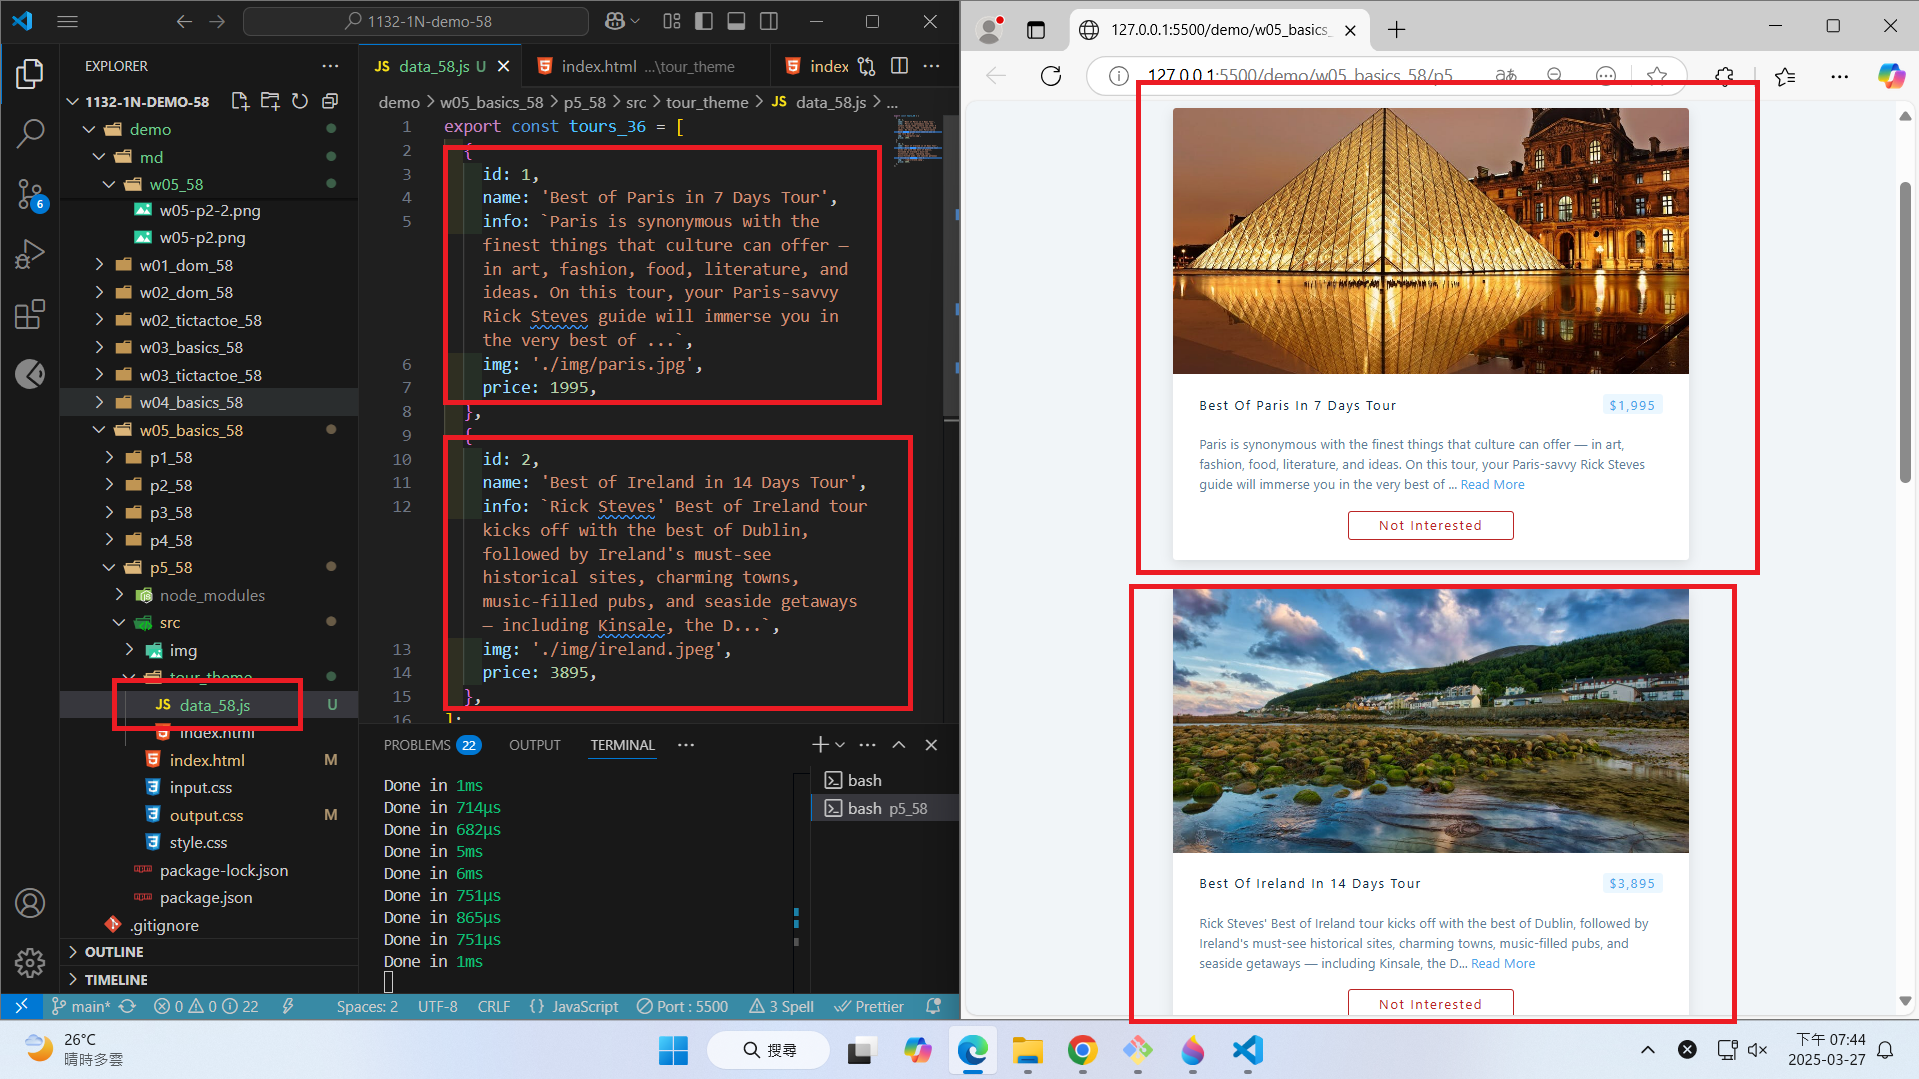 1132-1N-demo-58
EXPLORER
1132-1N-DEMO-58
demo
md
w05_58
w05-p2-2.png
w05-p2.png
w01_dom_58
w02_dom_58
w02_tictactoe_58
w03_basics_58
w03_tictactoe_58
w04_basics_58
w05_basics_58
p1_58
p2_58
p3_58
p4_58
p5_58
node_modules
src
img
tour_theme
JS data_58.js U
index.html
index.html M
input.css
output.css M
style.css
package-lock.json
package.json
.gitignore
OUTLINE
TIMELINE
6
JS data_58.js U
index.html ...\tour_theme
index
demo > w05_basics_58 > p5_58 > src > tour_theme > JS data_58.js > ...
1 export const tours_36 = [
2 {
3 id: 1,
4 name: 'Best of Paris in 7 Days Tour',
5 info: `Paris is synonymous with the
finest things that culture can offer —
in art, fashion, food, literature, and
ideas. On this tour, your Paris-savvy
Rick Steves guide will immerse you in
the very best of ...`,
6 img: './img/paris.jpg',
7 price: 1995,
8 },
9 {
10 id: 2,
11 name: 'Best of Ireland in 14 Days Tour',
12 info: `Rick Steves' Best of Ireland tour
kicks off with the best of Dublin,
followed by Ireland's must-see
historical sites, charming towns,
music-filled pubs, and seaside getaways
— including Kinsale, the D...`,
13 img: './img/ireland.jpeg',
14 price: 3895,
15 },
16 ];
PROBLEMS 22 OUTPUT TERMINAL
Done in 1ms
Done in 714µs
Done in 682µs
Done in 5ms
Done in 6ms
Done in 751µs
Done in 865µs
Done in 751µs
Done in 1ms
bash
bash p5_58
main* 0 0 22 Spaces: 2 UTF-8 CRLF {} JavaScript Port : 5500 3 Spell Prettier
127.0.0.1:5500/demo/w05_basics_
127.0.0.1:5500/demo/w05_basics_58/p5
Best Of Paris In 7 Days Tour
$1,995
Paris is synonymous with the finest things that culture can offer — in art,
fashion, food, literature, and ideas. On this tour, your Paris-savvy Rick Steves
guide will immerse you in the very best of ... Read More
Not Interested
Best Of Ireland In 14 Days Tour
$3,895
Rick Steves' Best of Ireland tour kicks off with the best of Dublin, followed by
Ireland's must-see historical sites, charming towns, music-filled pubs, and
seaside getaways — including Kinsale, the D... Read More
Not Interested
26°C
晴時多雲
搜尋
下午 07:44
2025-03-27